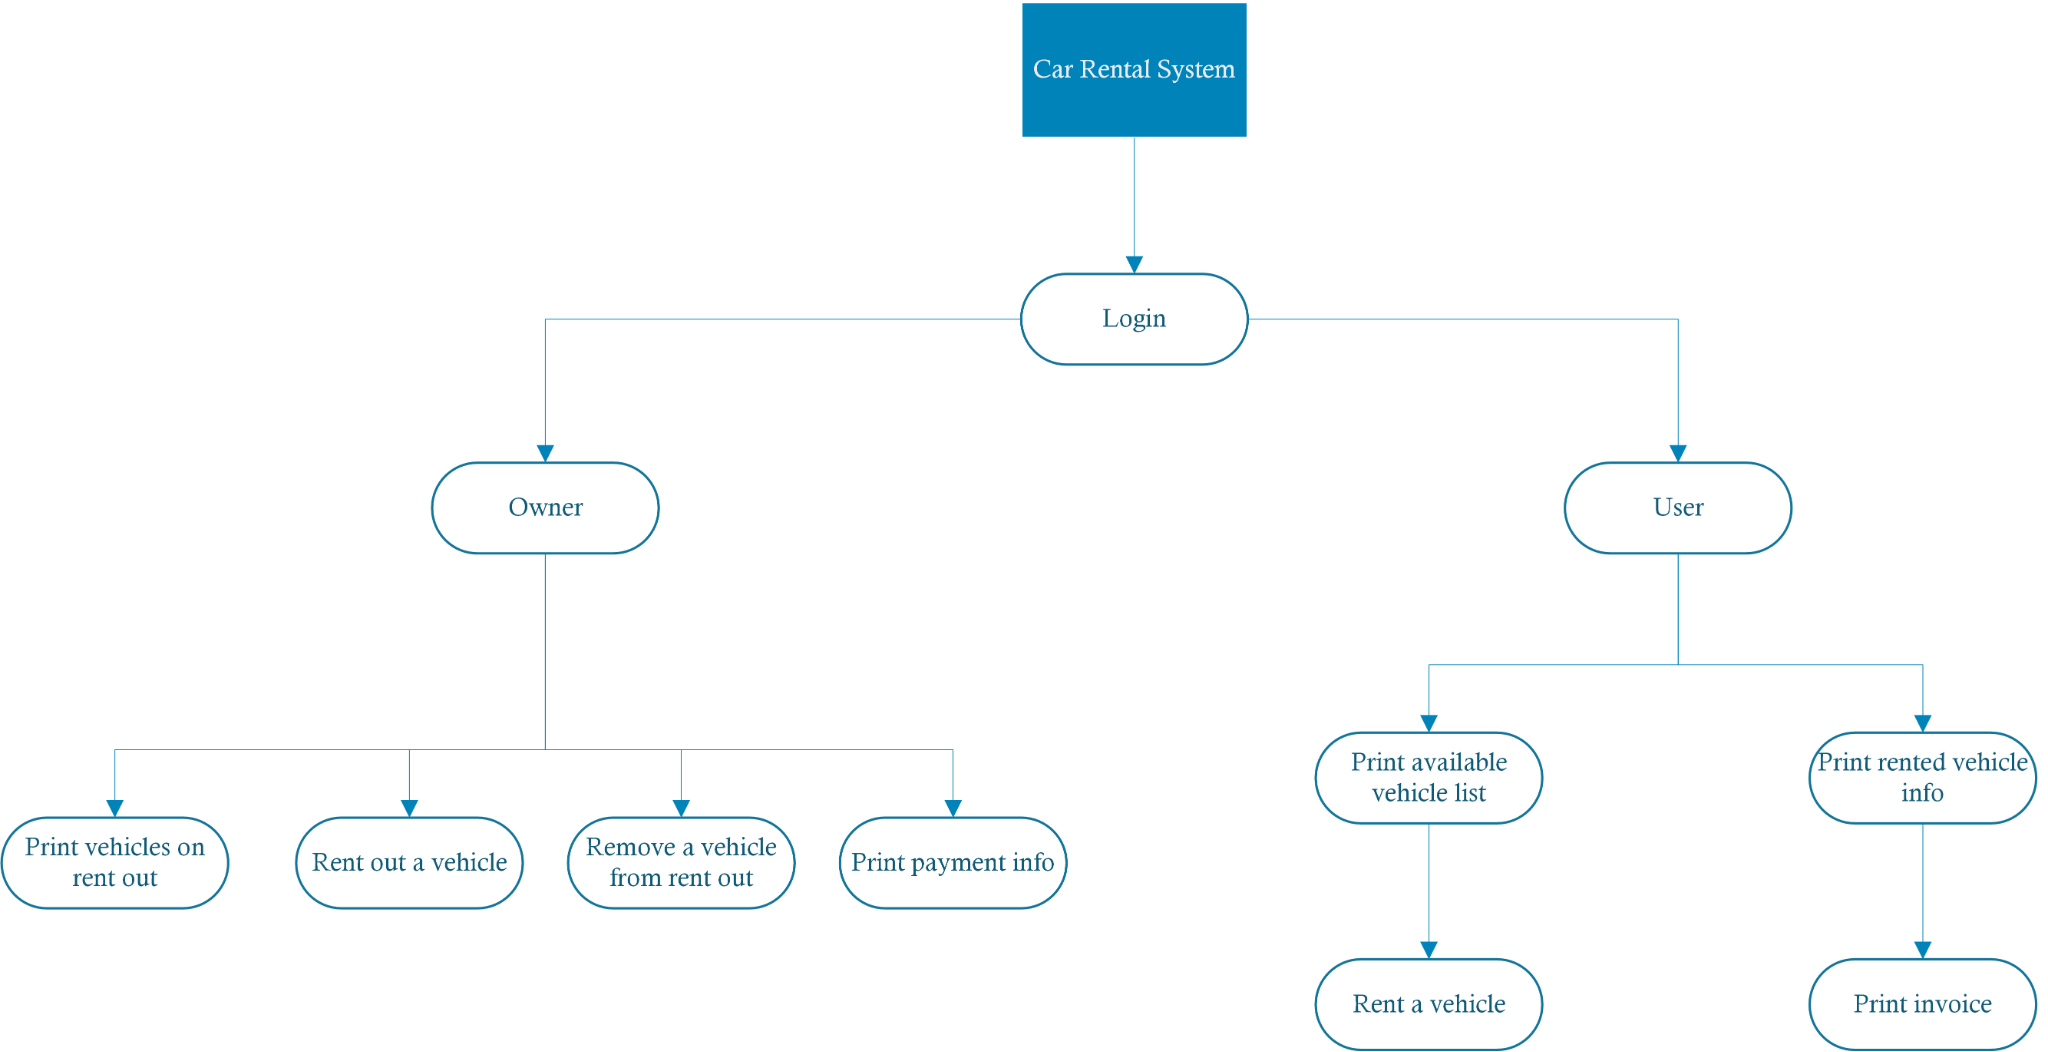 Car Rental System
Login
Owner
User
Print available
vehicle list
Print rented vehicle
info
Print vehicles on
rent out
Rent out a vehicle
Remove a vehicle
from rent out
Print payment info
Rent a vehicle
Print invoice